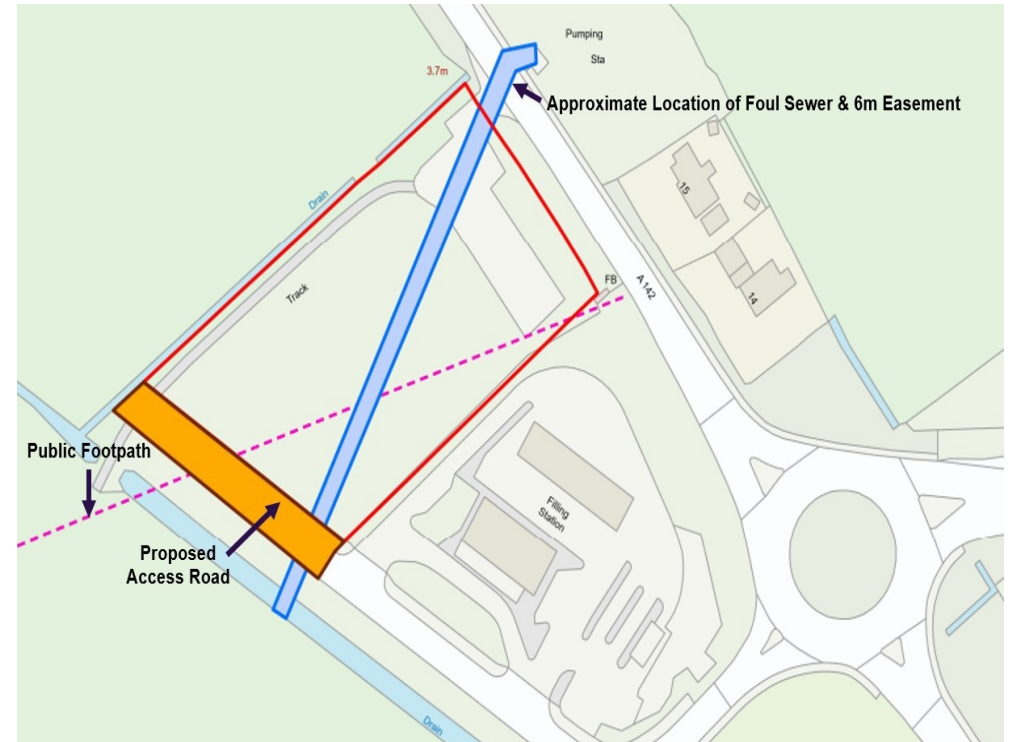 Pumping
Sta
3.7m
Approximate Location of Foul Sewer & 6m Easement
15
Drain
FB
A 142
Track
14
Public Footpath
Filling
Station
Proposed
Access Road
Drain